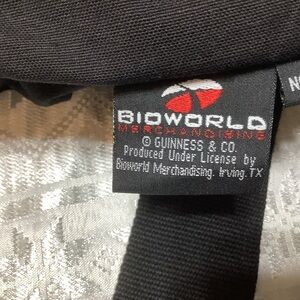 BIOWORLD
MERCHANDISING
© GUINNESS & CO.
Produced Under License by
Bioworld Merchandising. Irving. TX